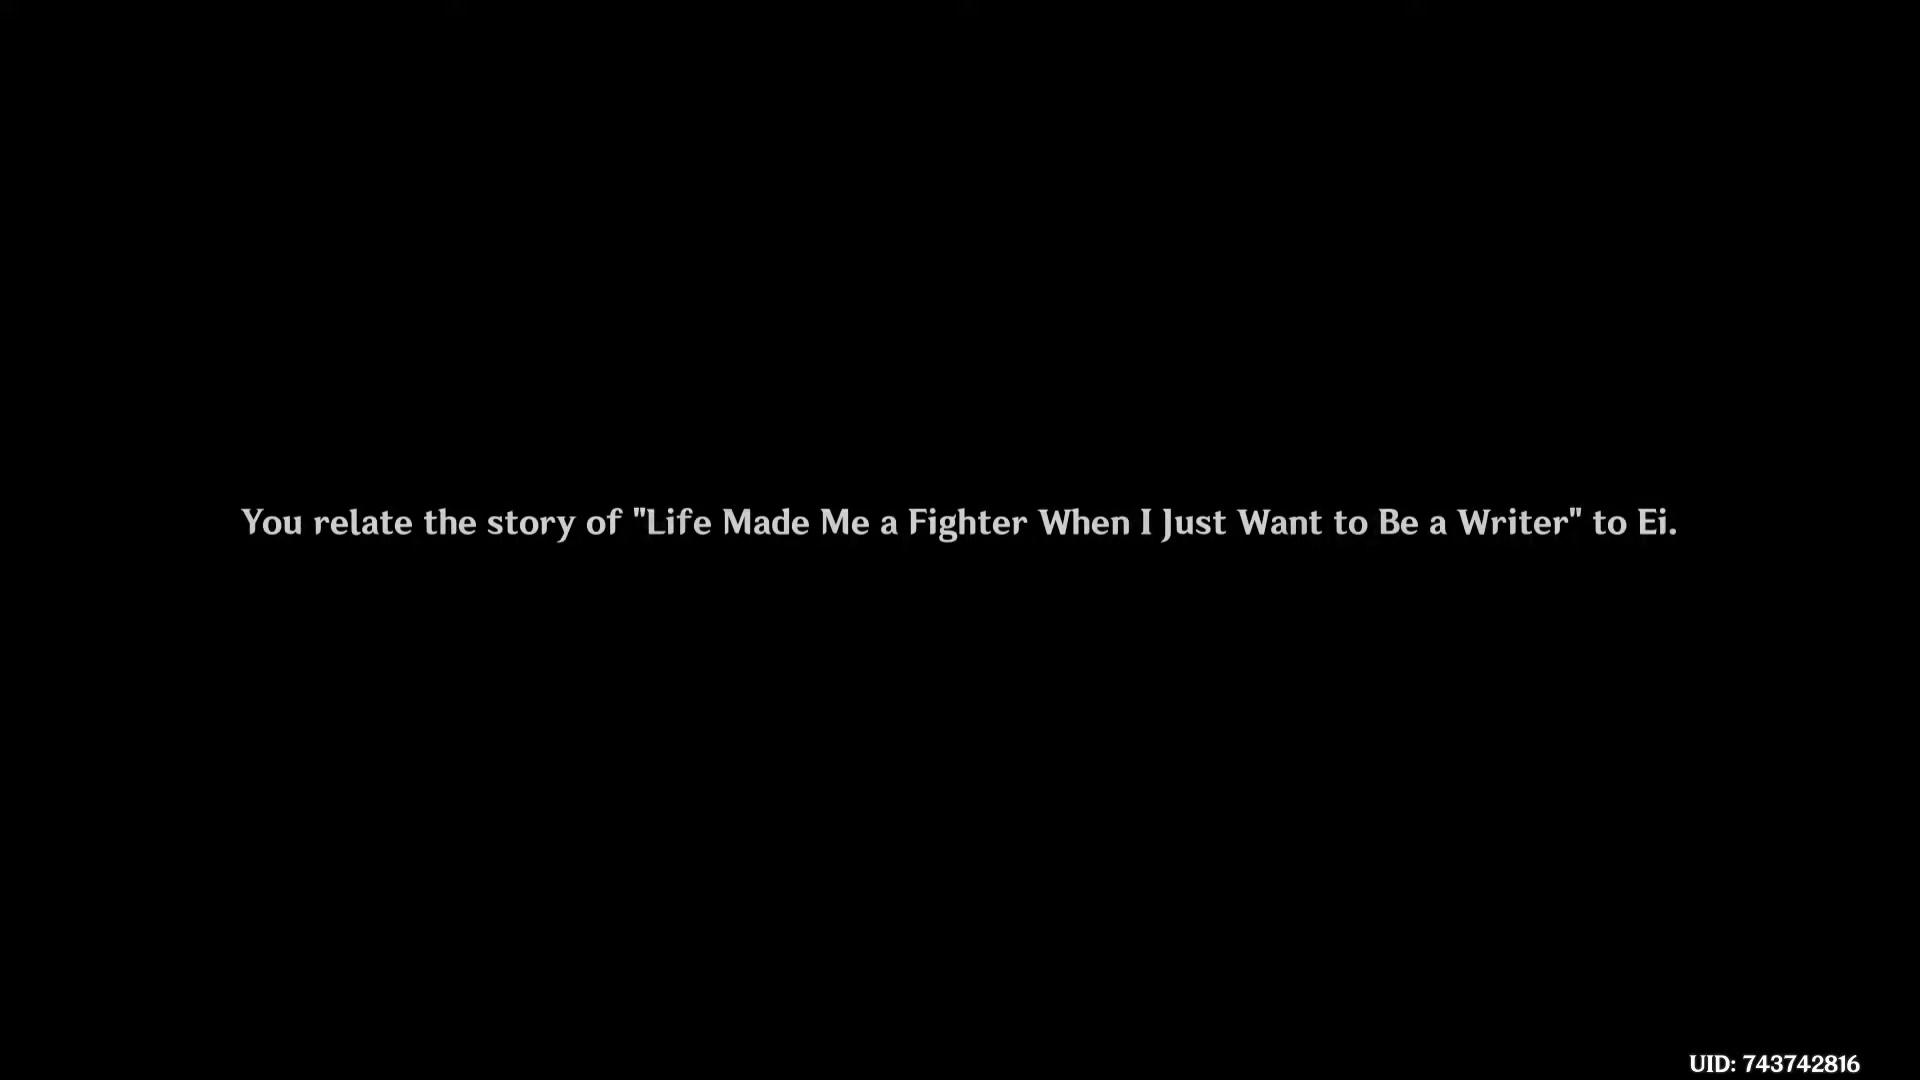 You relate the story of "Life Made Me a Fighter When I Just Want to Be a Writer" to Ei.
UID: 743742816